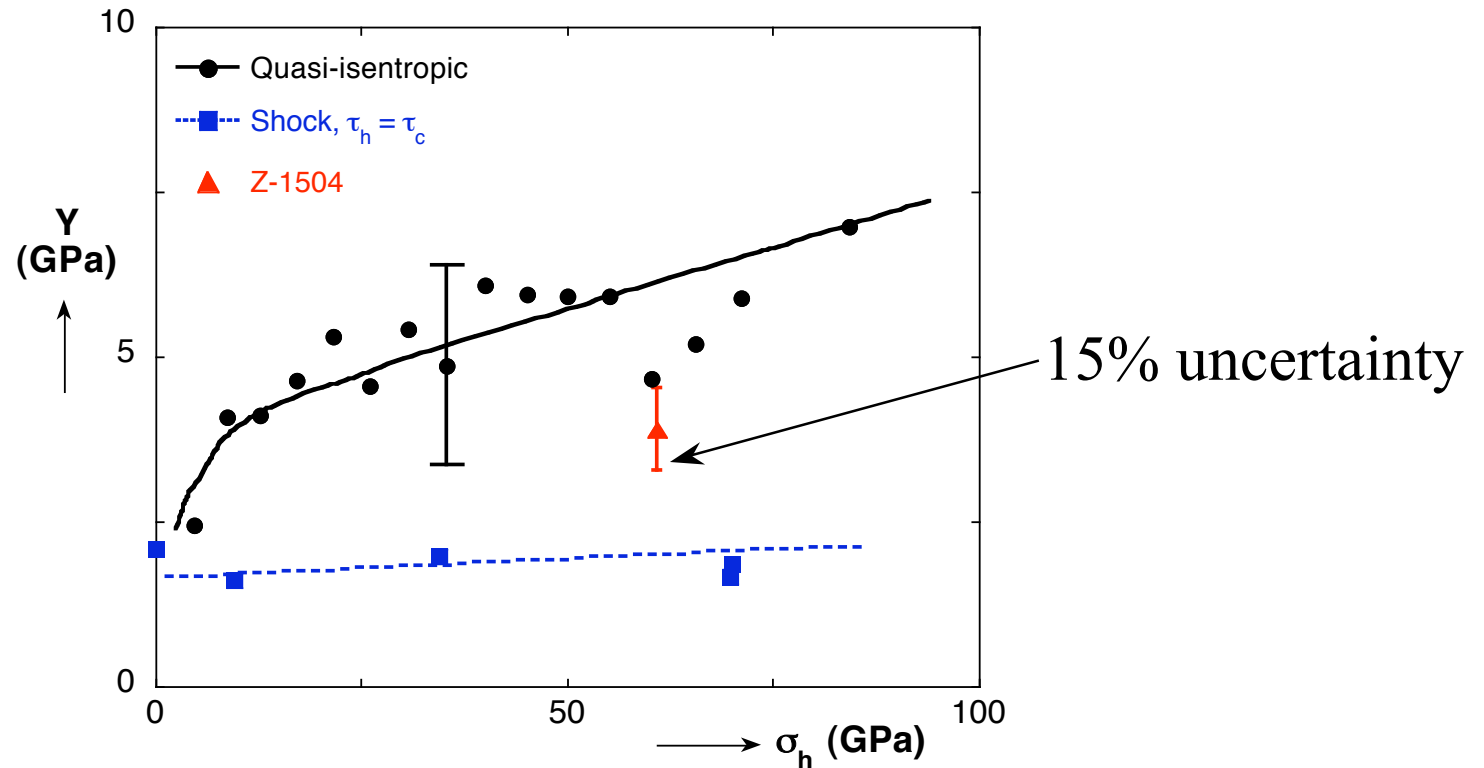 10
Quasi-isentropic
Shock, τh = τc
Z-1504
Y
(GPa)
5
15% uncertainty
0
0
50
100
σh (GPa)